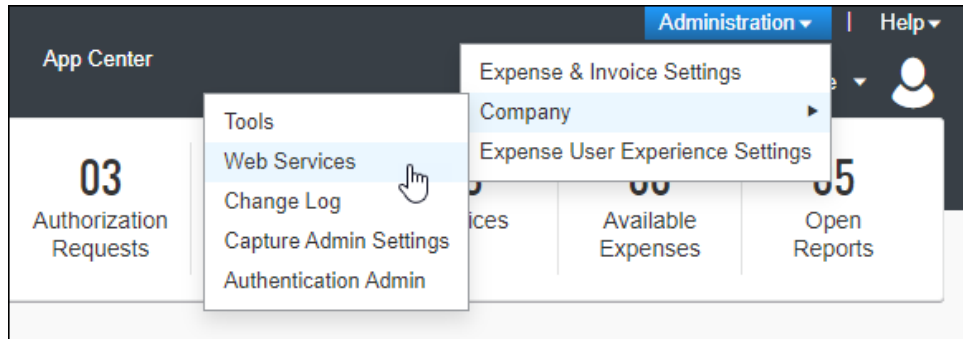 Administration
|
Help
App Center
Expense & Invoice Settings
Company
Expense User Experience Settings
Tools
Web Services
Change Log
Capture Admin Settings
Authentication Admin
03
Authorization
Requests
Available
Expenses
05
Open
Reports